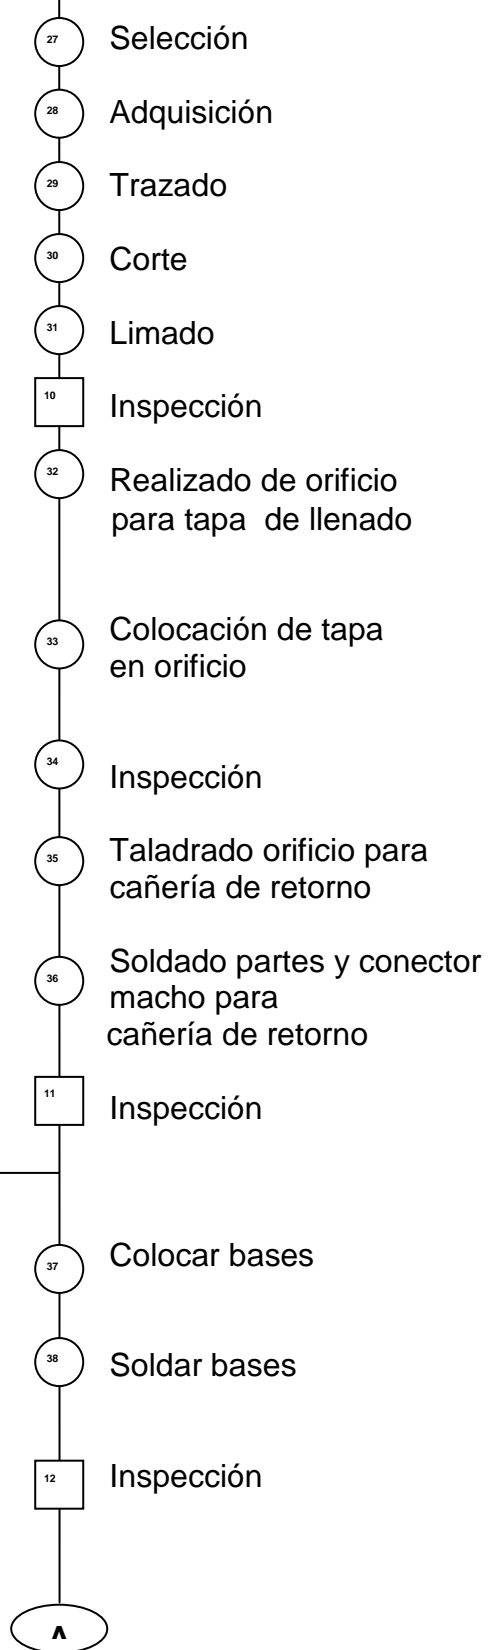 27 Selección
28 Adquisición
29 Trazado
30 Corte
31 Limado
10 Inspección
32 Realizado de orificio
para tapa de llenado
33 Colocación de tapa
en orificio
34 Inspección
35 Taladrado orificio para
cañería de retorno
36 Soldado partes y conector
macho para
cañería de retorno
11 Inspección
37 Colocar bases
38 Soldar bases
12 Inspección